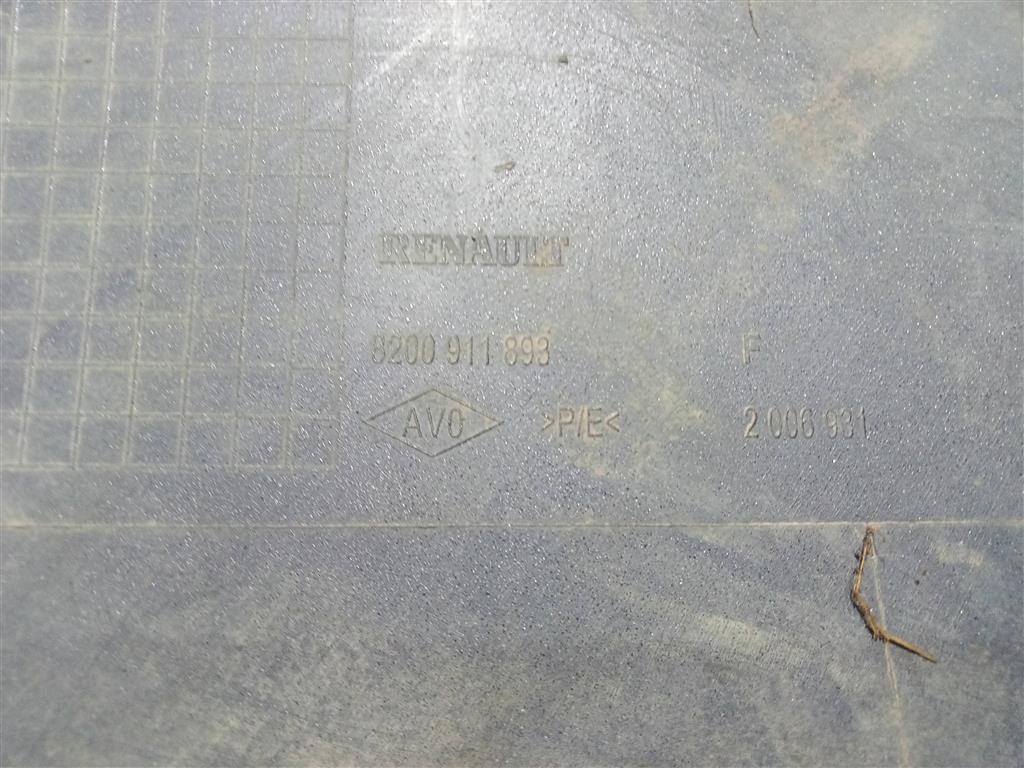 RENAULT
8200 911 893 F
AVO >P/E< 2 006 931